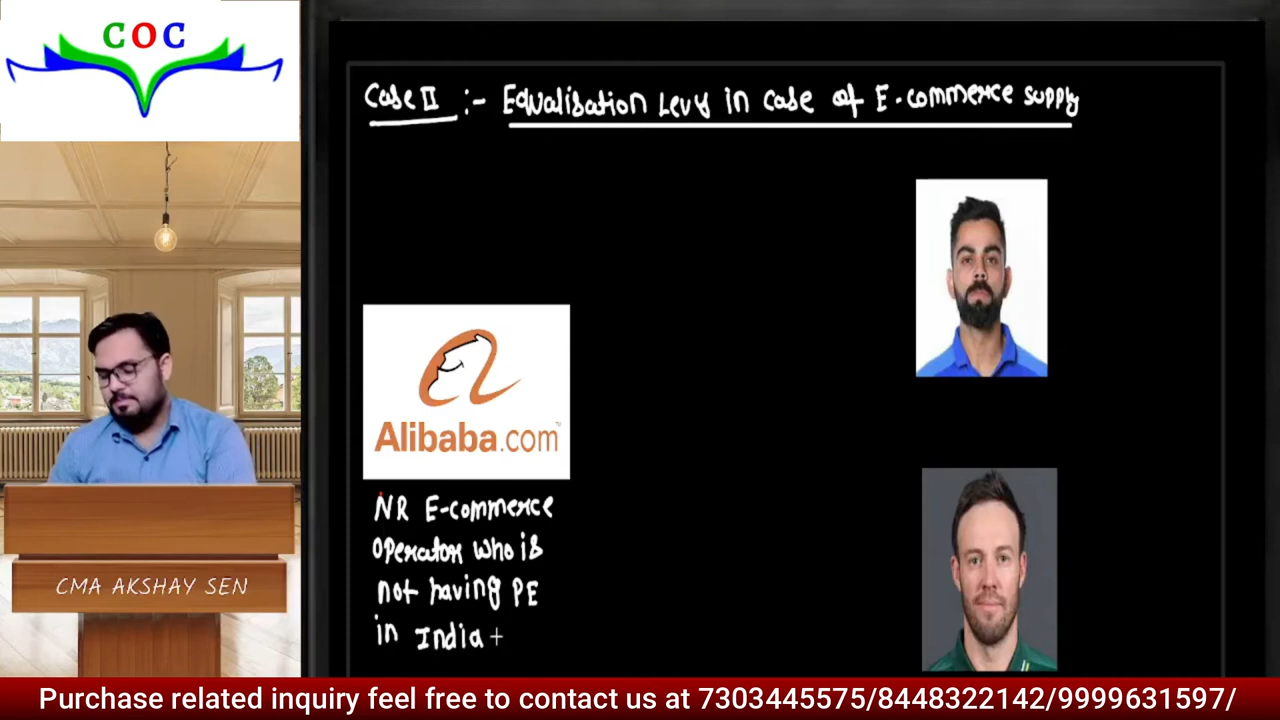 COC
Case II :- Equalisation Levy in case of E-commerce supply
Alibaba.com
NR E-commerce
operator who is
not having PE
in India +
CMA AKSHAY SEN
Purchase related inquiry feel free to contact us at 7303445575/8448322142/9999631597/